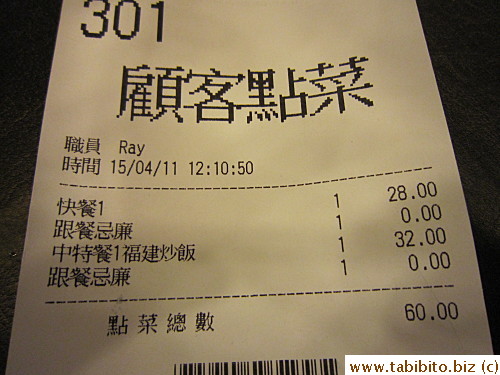 301
顧客點菜
職員 Ray
時間 15/04/11 12:10:50
快餐1 1 28.00
跟餐忌廉 1 0.00
中特餐1福建炒飯 1 32.00
跟餐忌廉 1 0.00
點菜總數 60.00
www.tabibito.biz (c)